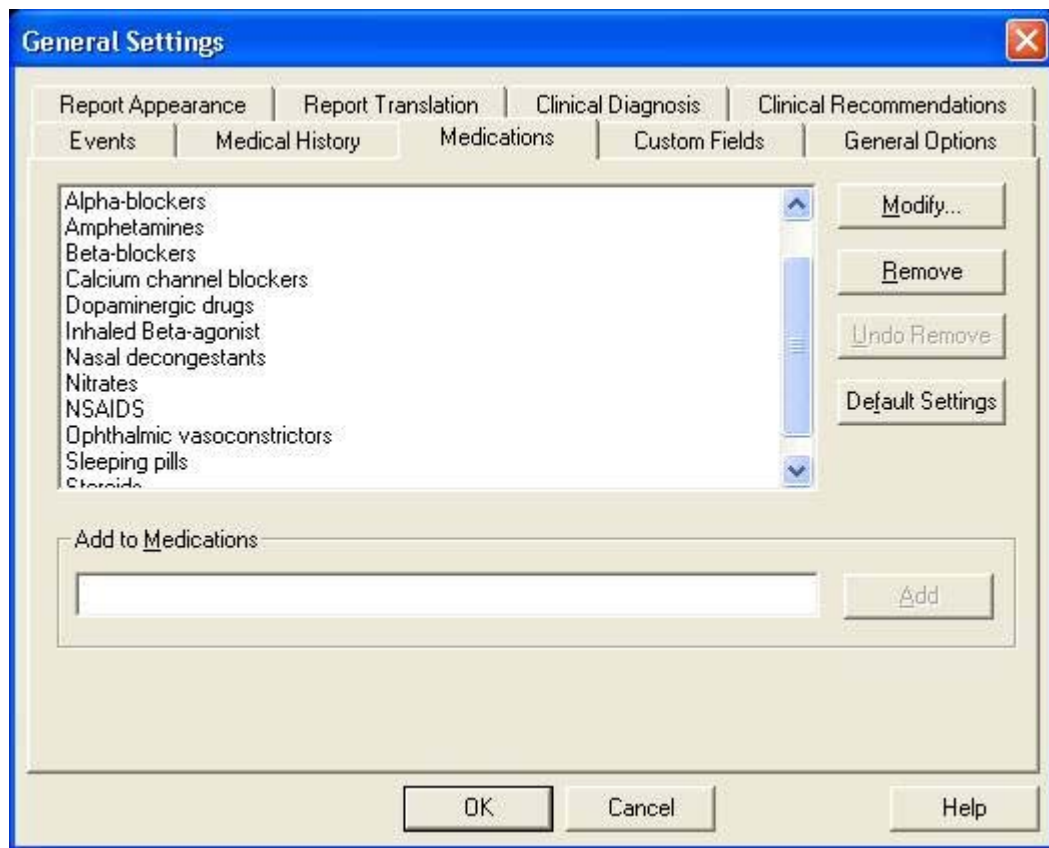 General Settings
Report Appearance Report Translation Clinical Diagnosis Clinical Recommendations
Events Medical History Medications Custom Fields General Options
Alpha-blockers
Amphetamines
Beta-blockers
Calcium channel blockers
Dopaminergic drugs
Inhaled Beta-agonist
Nasal decongestants
Nitrates
NSAIDS
Ophthalmic vasoconstrictors
Sleeping pills
Steroids
Modify...
Remove
Undo Remove
Default Settings
Add to Medications
Add
OK Cancel Help